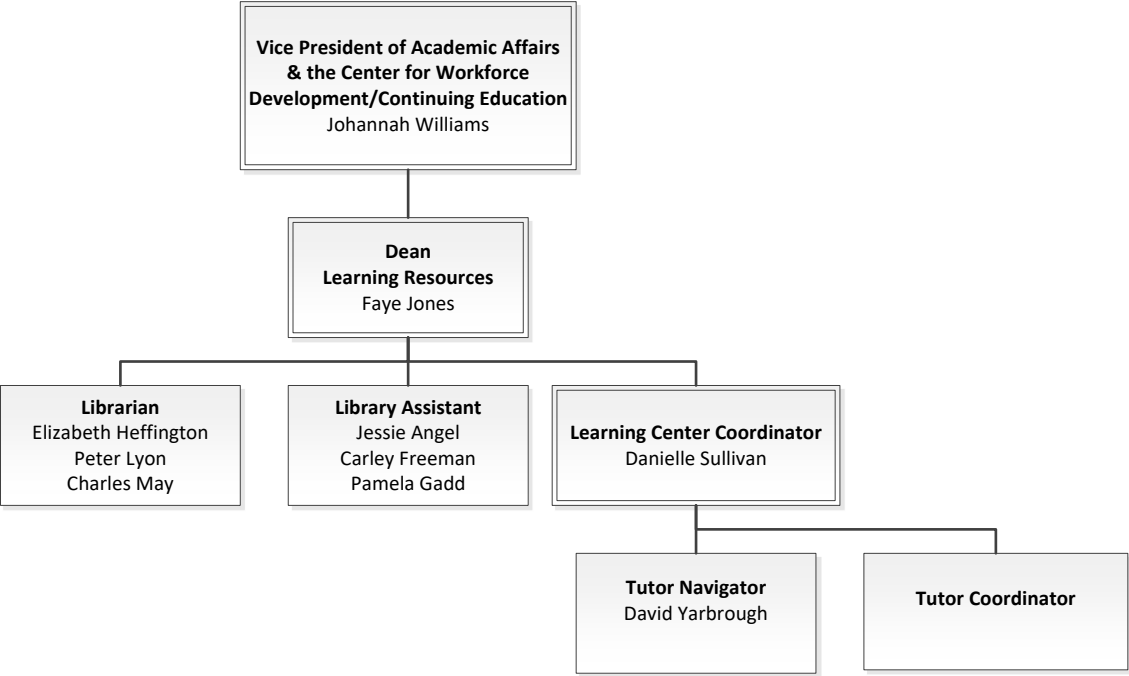 Vice President of Academic Affairs
& the Center for Workforce
Development/Continuing Education
Johannah Williams
Dean
Learning Resources
Faye Jones
Librarian
Elizabeth Heffington
Peter Lyon
Charles May
Library Assistant
Jessie Angel
Carley Freeman
Pamela Gadd
Learning Center Coordinator
Danielle Sullivan
Tutor Navigator
David Yarbrough
Tutor Coordinator